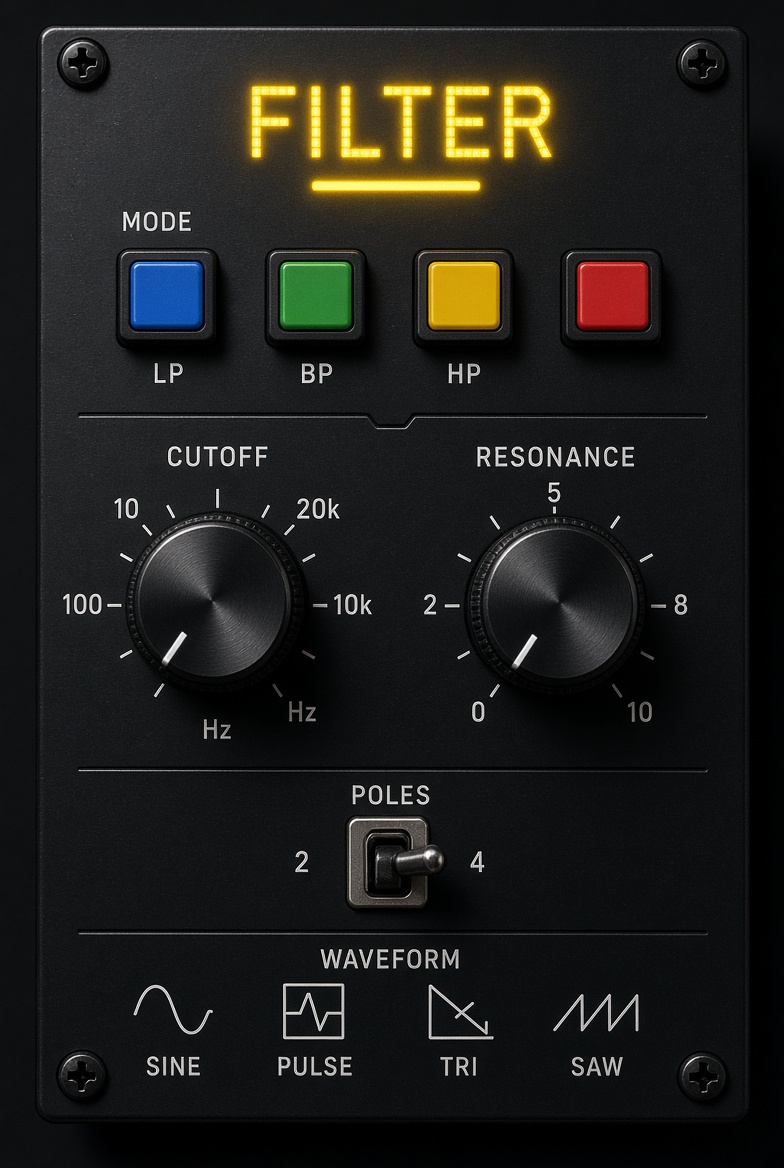 FILTER
MODE
LP BP HP
CUTOFF RESONANCE
10 20k 5
100 10k 2 8
Hz Hz 0 10
POLES
2 4
WAVEFORM
SINE PULSE TRI SAW